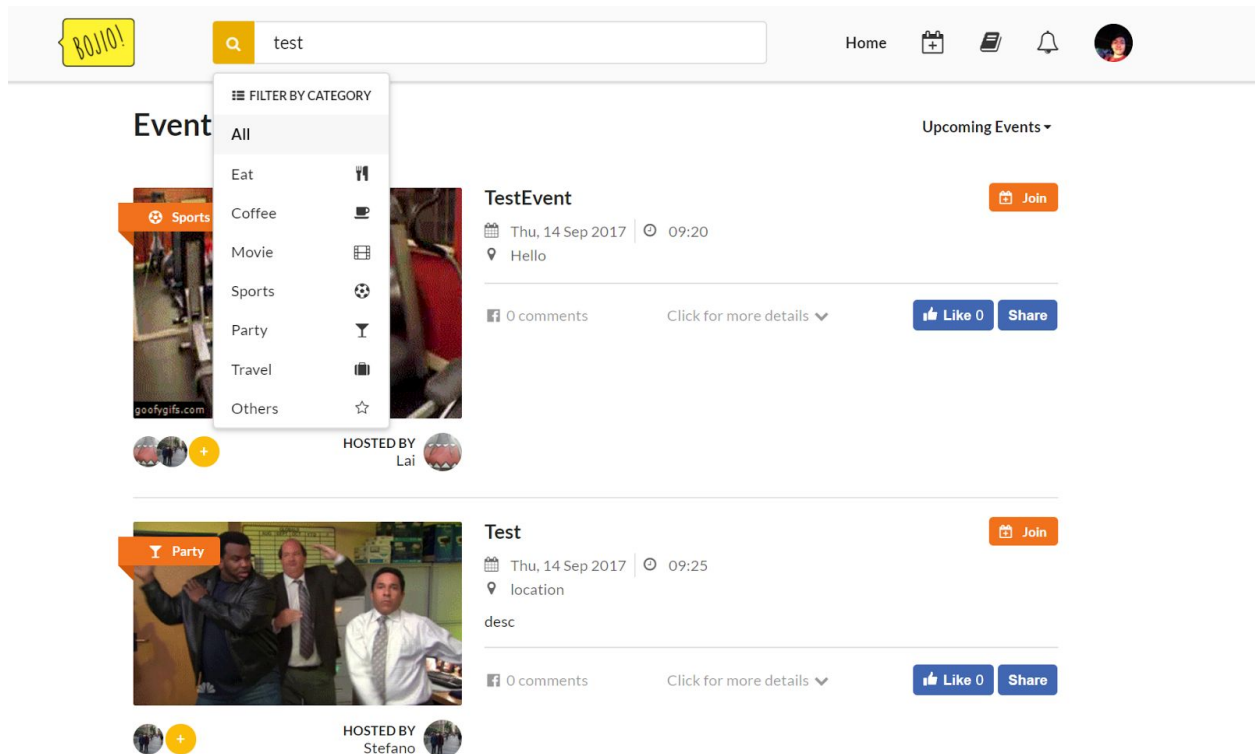 BOJIO!
test
Home
FILTER BY CATEGORY
All
Eat
Coffee
Movie
Sports
Party
Travel
Others
Event
Upcoming Events
Sports
goofygifs.com
TestEvent
Join
Thu, 14 Sep 2017 09:20
Hello
0 comments Click for more details Like 0 Share
HOSTED BY
Lai
Party
Test
Join
Thu, 14 Sep 2017 09:25
location
desc
0 comments Click for more details Like 0 Share
HOSTED BY
Stefano